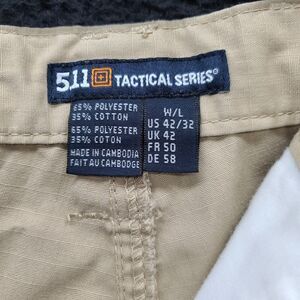 5.11 TACTICAL SERIES®
65% POLYESTER
35% COTTON
65% POLYESTER
35% COTTON
MADE IN CAMBODIA
FAIT AU CAMBODGE
W/L
US 42/32
UK 42
FR 50
DE 58